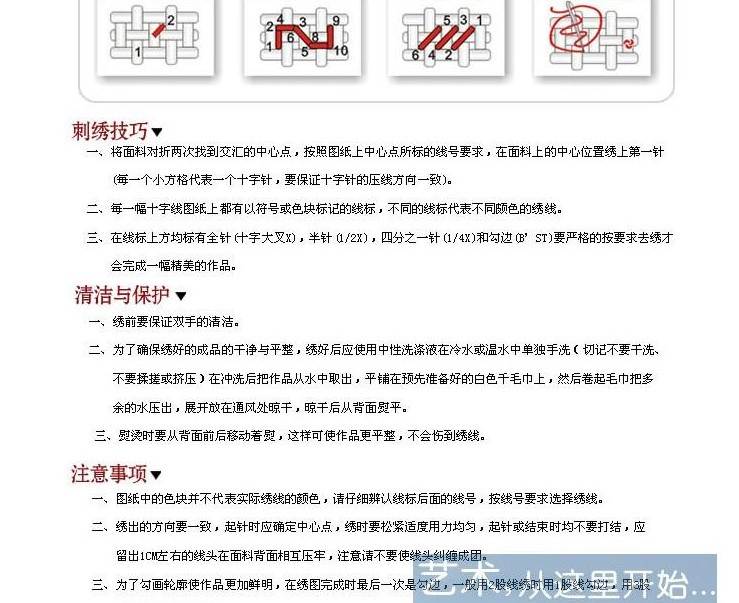 1
2
2
4
3
9
1
6
8
5
10
5
3
1
6
4
2
刺绣技巧▼
一、将面料对折两次找到交汇的中心点，按照图纸上中心点所标的线号要求，在面料上的中心位置绣上第一针
(每一个小方格代表一个十字针，要保证十字针的压线方向一致)。
二、每一幅十字线图纸上都有以符号或色块标记的线标，不同的线标代表不同颜色的绣线。
三、在线标上方均标有全针(十字大叉X)，半针(1/2X)，四分之一针(1/4X)和勾边(B’ST)要严格的按要求去绣才
会完成一幅精美的作品。
清洁与保护▼
一、绣前要保证双手的清洁。
二、为了确保绣好的成品的干净与平整，绣好后应使用中性洗涤液在冷水或温水中单独手洗(切记不要干洗、
不要揉搓或挤压)在冲洗后把作品从水中取出，平铺在预先准备好的白色干毛巾上，然后卷起毛巾把多
余的水压出，展开放在通风处晾干，晾干后从背面熨平。
三、熨烫时要从背面前后移动着熨，这样可使作品更平整，不会伤到绣线。
注意事项▼
一、图纸中的色块并不代表实际绣线的颜色，请仔细辨认线标后面的线号，按线号要求选择绣线。
二、绣出的方向要一致，起针时应确定中心点，绣时要松紧适度用力均匀，起针或结束时均不要打结，应
留出1CM左右的线头在面料背面相互压牢，注意请不要使线头纠缠成团。
三、为了勾画轮廓使作品更加鲜明，在绣图完成时最后一次是勾边，一般用2股线绣时用1股线勾边，用3股
艺术,从这里开始...